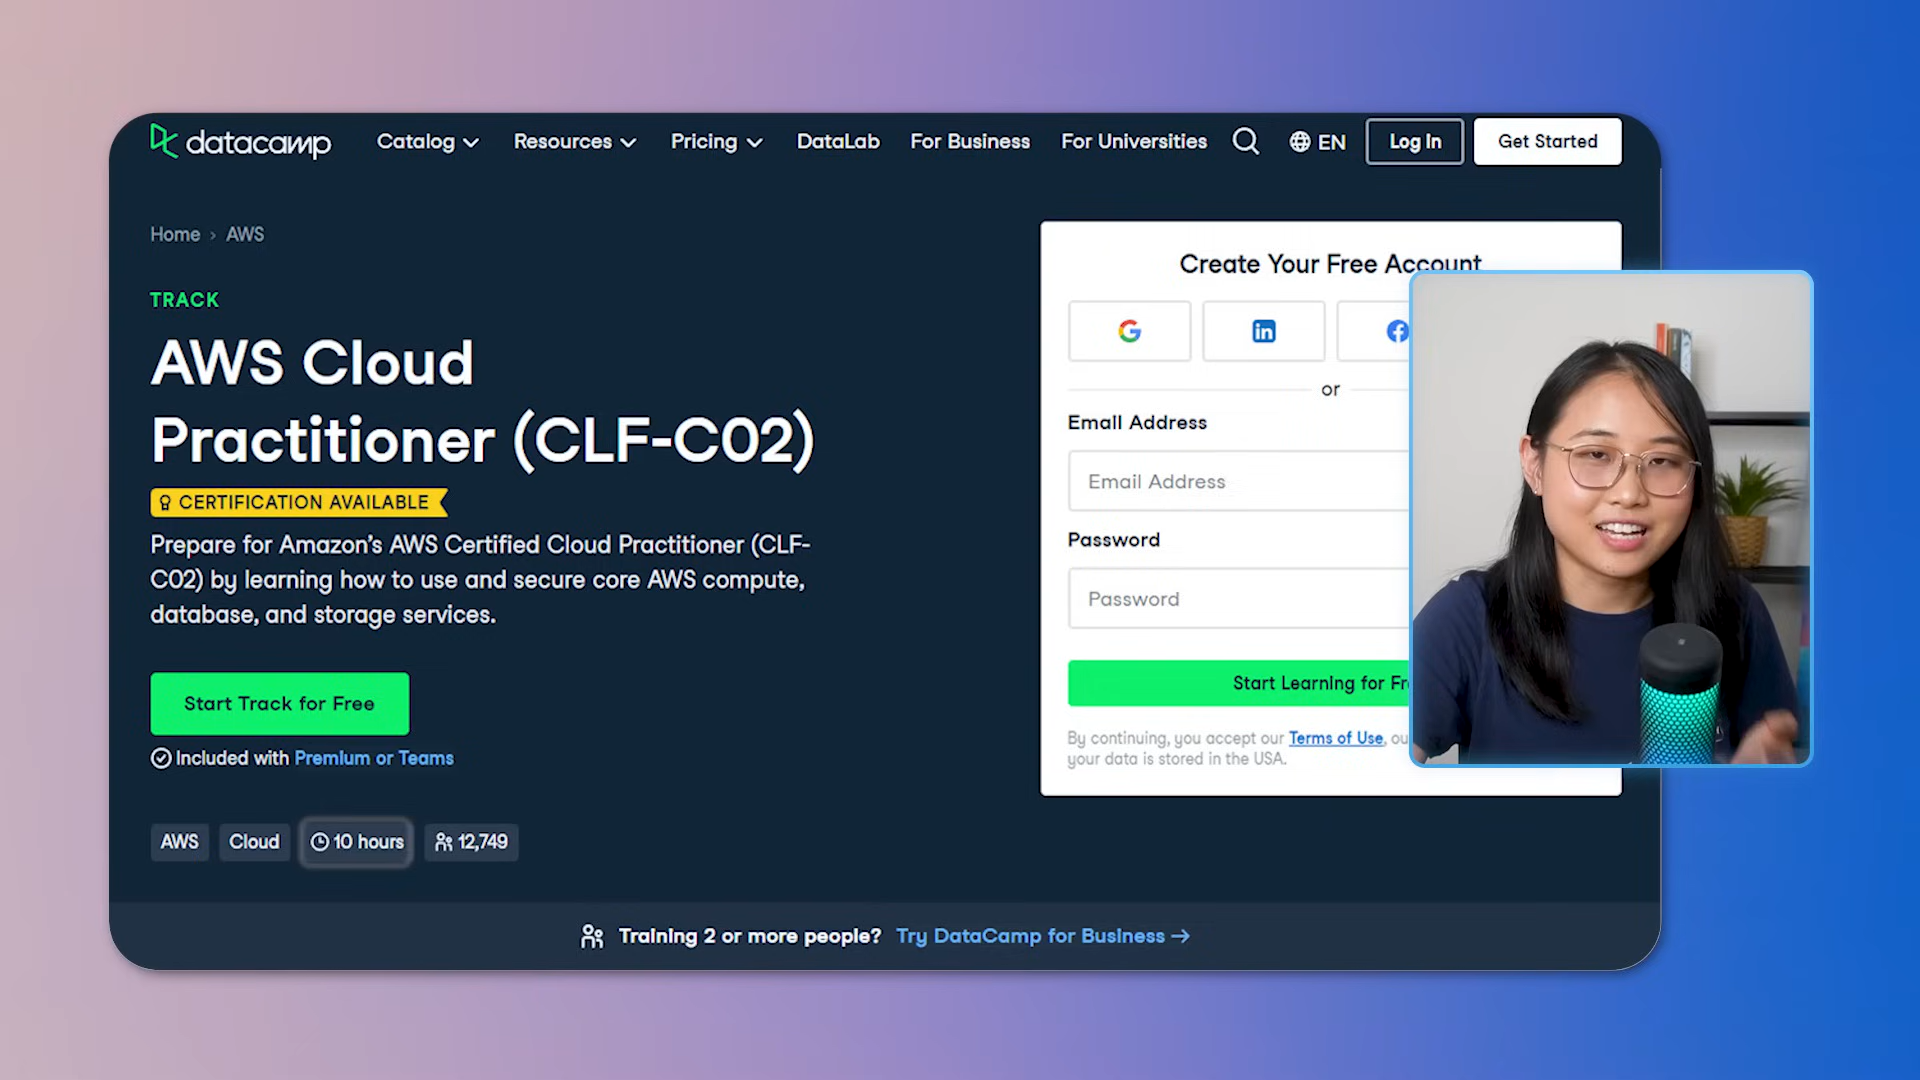 datacamp Catalog Resources Pricing DataLab For Business For Universities EN Log In Get Started
Home › AWS
TRACK
AWS Cloud
Practitioner (CLF-C02)
CERTIFICATION AVAILABLE
Prepare for Amazon's AWS Certified Cloud Practitioner (CLF-
C02) by learning how to use and secure core AWS compute,
database, and storage services.
Start Track for Free
Included with Premium or Teams
AWS Cloud 10 hours 12,749
Create Your Free Account
or
Email Address
Email Address
Password
Password
Start Learning for Fr
By continuing, you accept our Terms of Use, ou
your data is stored in the USA.
Training 2 or more people? Try DataCamp for Business →